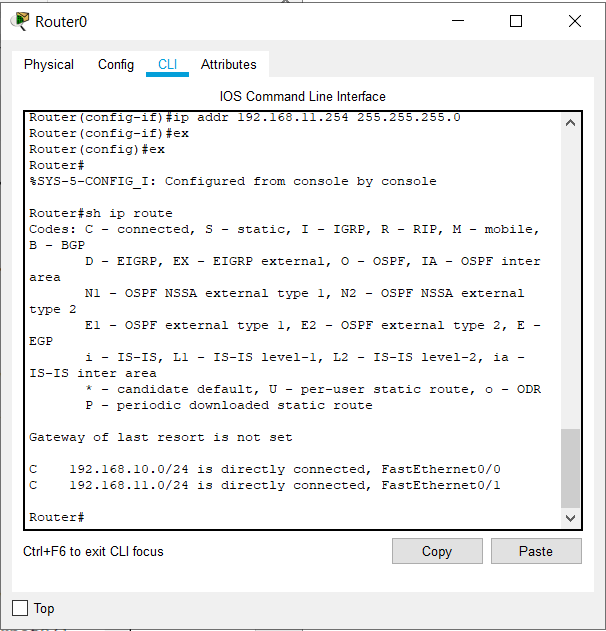 Router0
Physical Config CLI Attributes
IOS Command Line Interface
Router(config-if)#ip addr 192.168.11.254 255.255.255.0
Router(config-if)#ex
Router(config)#ex
Router#
%SYS-5-CONFIG_I: Configured from console by console
Router#sh ip route
Codes: C - connected, S - static, I - IGRP, R - RIP, M - mobile,
B - BGP
D - EIGRP, EX - EIGRP external, O - OSPF, IA - OSPF inter
area
N1 - OSPF NSSA external type 1, N2 - OSPF NSSA external
type 2
E1 - OSPF external type 1, E2 - OSPF external type 2, E -
EGP
i - IS-IS, L1 - IS-IS level-1, L2 - IS-IS level-2, ia -
IS-IS inter area
* - candidate default, U - per-user static route, o - ODR
P - periodic downloaded static route
Gateway of last resort is not set
C 192.168.10.0/24 is directly connected, FastEthernet0/0
C 192.168.11.0/24 is directly connected, FastEthernet0/1
Router#
Ctrl+F6 to exit CLI focus
Copy Paste
Top